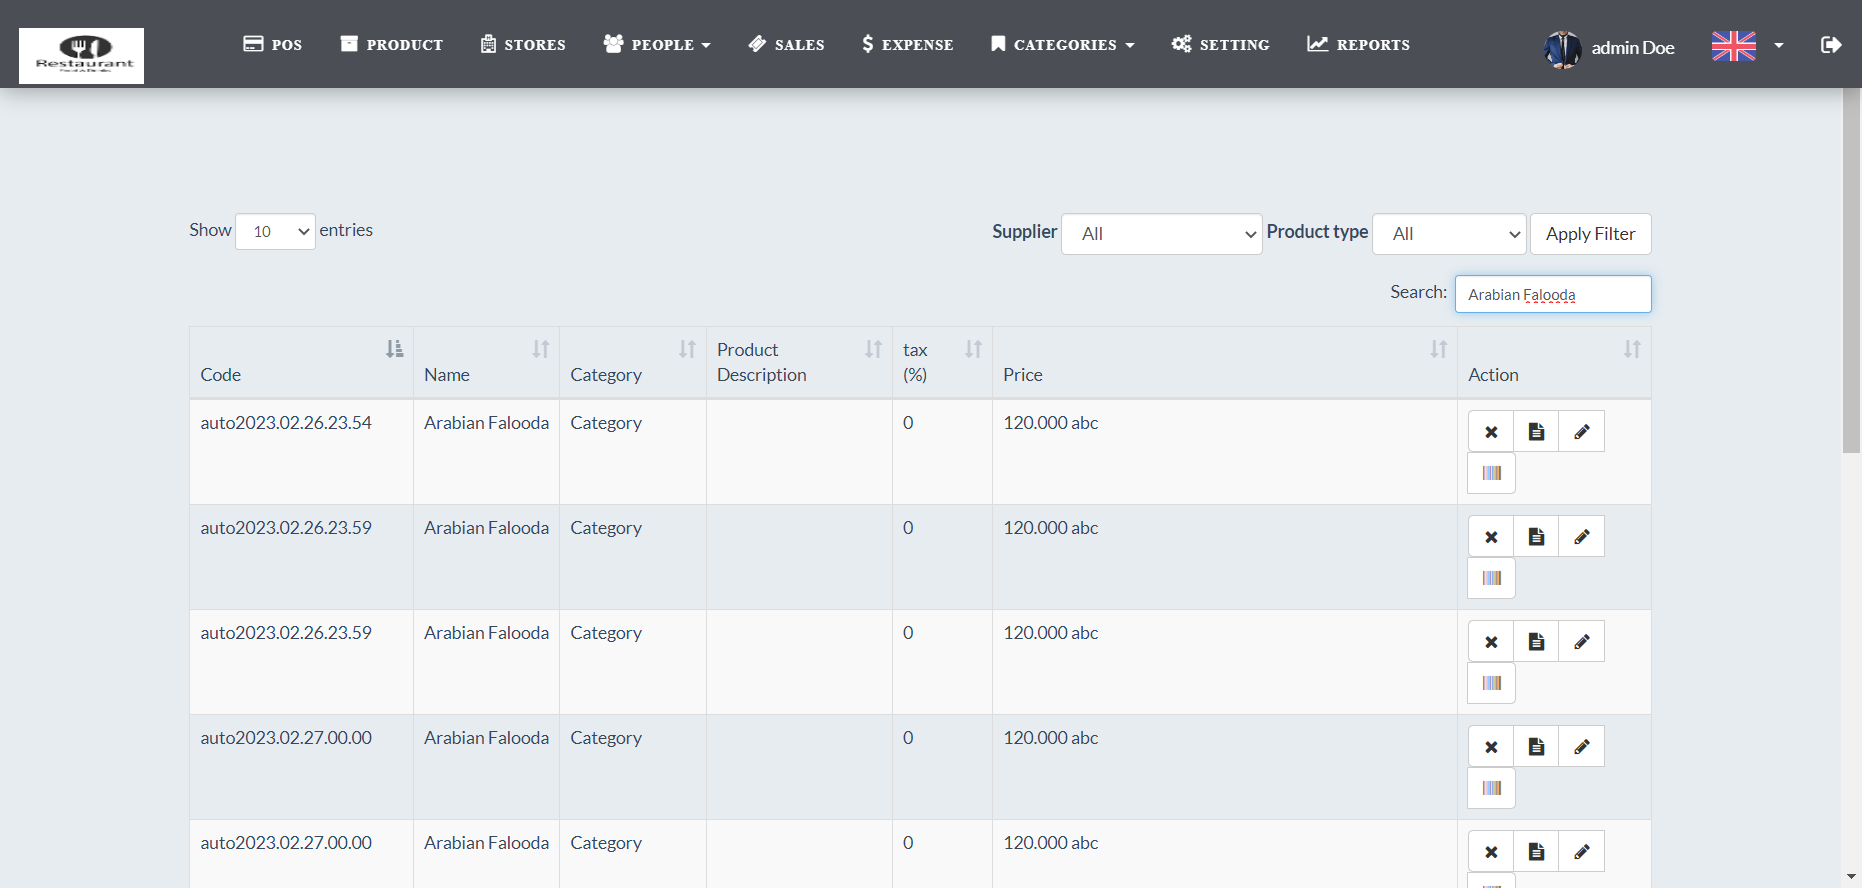 Restaurant
POS PRODUCT STORES PEOPLE SALES EXPENSE CATEGORIES SETTING REPORTS admin Doe
Show 10 entries
Supplier All Product type All Apply Filter
Search: Arabian Falooda
Code Name Category Product Description tax (%) Price Action
auto2023.02.26.23.54 Arabian Falooda Category 0 120.000 abc
auto2023.02.26.23.59 Arabian Falooda Category 0 120.000 abc
auto2023.02.26.23.59 Arabian Falooda Category 0 120.000 abc
auto2023.02.27.00.00 Arabian Falooda Category 0 120.000 abc
auto2023.02.27.00.00 Arabian Falooda Category 0 120.000 abc